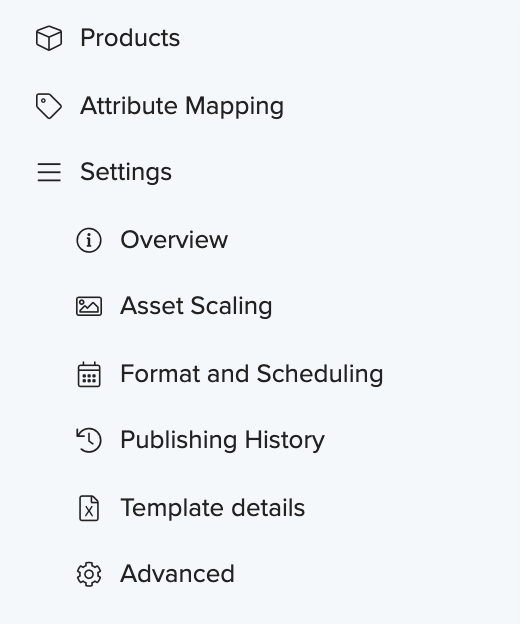 Products
Attribute Mapping
Settings
Overview
Asset Scaling
Format and Scheduling
Publishing History
Template details
Advanced